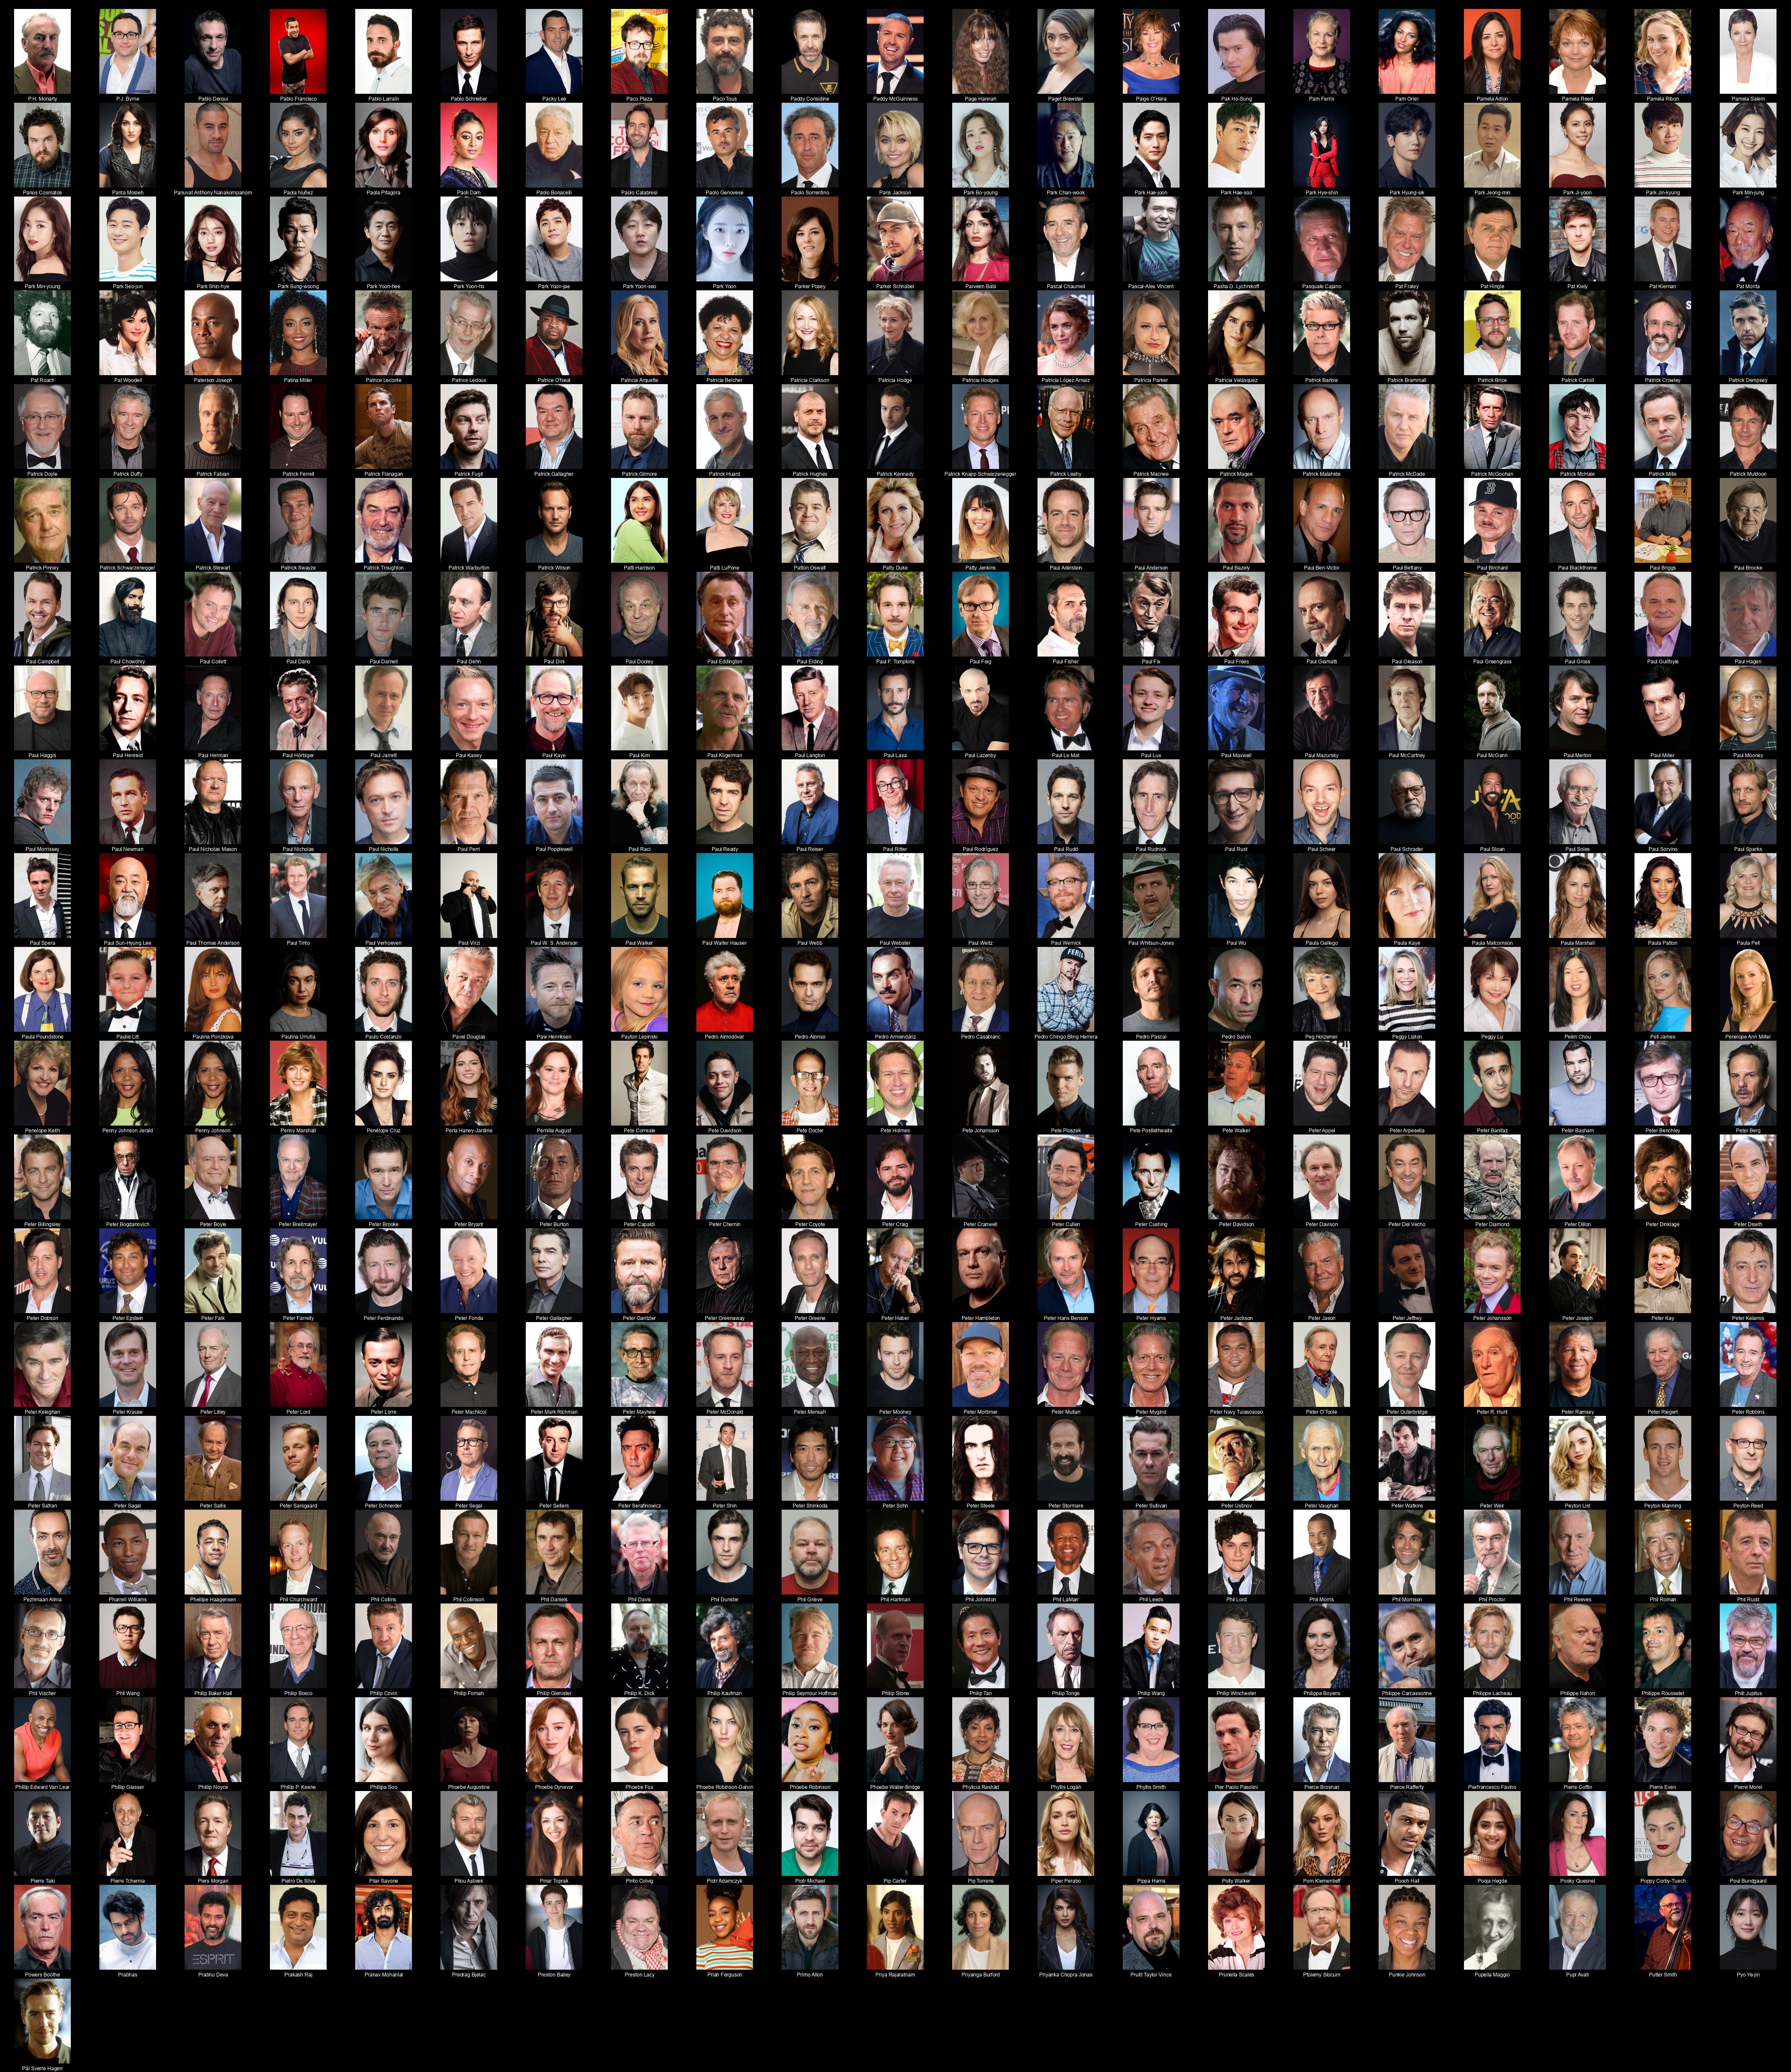 P.H. Moriarty P.J. Byrne Pablo Derqui Pablo Francisco Pablo Larraín Pablo Schreiber Packy Lee Paco Plaza Paco Tous Paddy Considine Paddy McGuinness Page Hannah Paget Brewster Paige O'Hara Pak Ho-Sung Pam Ferris Pam Grier Pamela Adlon Pamela Reed Pamela Ribon Pamela Salem
Panos Cosmatos Parita Mosieh Panuvat Anthony Nanakornpanom Paola Nuñez Paola Pitagora Paoli Dam Paolo Bonacelli Paolo Calabresi Paolo Genovese Paolo Sorrentino Paris Jackson Park Bo-young Park Chan-wook Park Hae-joon Park Hae-soo Park Hye-shin Park Hyung-sik Park Jeong-min Park Ji-yoon Park Jin-kyung Park Min-jung
Park Min-young Park Seo-jun Park Shin-hye Park Sung-woong Park Yoon-hee Park Yoon-ho Park Yoon-jae Park Yoon-seo Park Yoon Parker Posey Parker Schnabel Parveen Babi Pascal Chaumeil Pascal-Alex Vincent Pasha D. Lychnikoff Pasquale Cajano Pat Fraley Pat Hingle Pat Kiely Pat Kiernan Pat Morita
Pat Roach Pat Woodell Paterson Joseph Patina Miller Patrice Leconte Patrice Ledoux Patrice O'Neal Patricia Arquette Patricia Belcher Patricia Clarkson Patricia Hodge Patricia Hodges Patricia López Arnaiz Patricia Parker Patricia Velásquez Patrick Barlow Patrick Brammall Patrick Brice Patrick Carroll Patrick Crowley Patrick Dempsey
Patrick Doyle Patrick Duffy Patrick Fabian Patrick Ferrell Patrick Flanagan Patrick Fugit Patrick Gallagher Patrick Gilmore Patrick Huard Patrick Hughes Patrick Kennedy Patrick Knapp Schwarzenegger Patrick Leahy Patrick Macnee Patrick Magee Patrick Malahide Patrick McDade Patrick McGoohan Patrick McHale Patrick Mille Patrick Muldoon
Patrick Pinney Patrick Schwarzenegger Patrick Stewart Patrick Swayze Patrick Troughton Patrick Warburton Patrick Wilson Patti Harrison Patti LuPone Patton Oswalt Patty Duke Patty Jenkins Paul Adelstein Paul Anderson Paul Bazely Paul Ben-Victor Paul Bettany Paul Birchard Paul Blackthorne Paul Briggs Paul Brooke
Paul Campbell Paul Chowdhry Paul Collett Paul Dano Paul Darnell Paul Dehn Paul Dini Paul Dooley Paul Eddington Paul Eiding Paul F. Tompkins Paul Feig Paul Fisher Paul Fix Paul Frees Paul Giamatti Paul Gleason Paul Greengrass Paul Gross Paul Guilfoyle Paul Hagen
Paul Haggis Paul Henreid Paul Herman Paul Hörbiger Paul Jarrett Paul Kasey Paul Kaye Paul Kim Paul Kligerman Paul Langton Paul Lasa Paul Lazenby Paul Le Mat Paul Lux Paul Maxwell Paul Mazursky Paul McCartney Paul McGann Paul Merton Paul Miller Paul Mooney
Paul Morrissey Paul Newman Paul Nicholas Mason Paul Nicholas Paul Nicholls Paul Perri Paul Popplewell Paul Raci Paul Ready Paul Reiser Paul Ritter Paul Rodríguez Paul Rudd Paul Rudnick Paul Rust Paul Scheer Paul Schrader Paul Sloan Paul Soles Paul Sorvino Paul Sparks
Paul Spera Paul Sun-Hyung Lee Paul Thomas Anderson Paul Tinto Paul Verhoeven Paul Virzi Paul W. S. Anderson Paul Walker Paul Walter Hauser Paul Webb Paul Webster Paul Weitz Paul Wernick Paul Whitsun-Jones Paul Wu Paula Gallego Paula Kaye Paula Malcomson Paula Marshall Paula Patton Paula Pell
Paula Poundstone Paulie Litt Paulina Porizkova Paulina Urrutia Paulo Costanzo Pavel Douglas Paw Henriksen Payton Lepinski Pedro Almodóvar Pedro Alonso Pedro Armendáriz Pedro Casablanc Pedro Chingo Bling Herrera Pedro Pascal Pedro Salvin Peg Holzemer Peggy Lipton Peggy Lu Peilin Chou Pell James Penelope Ann Miller
Penelope Keith Penny Johnson Jerald Penny Johnson Penny Marshall Penélope Cruz Perla Haney-Jardine Pernilla August Pete Correale Pete Davidson Pete Docter Pete Holmes Pete Johansson Pete Ploszek Pete Postlethwaite Pete Walker Peter Appel Peter Arpesella Peter Banifaz Peter Basham Peter Benchley Peter Berg
Peter Billingsley Peter Bogdanovich Peter Boyle Peter Breitmayer Peter Brooke Peter Bryant Peter Burton Peter Capaldi Peter Chernin Peter Coyote Peter Craig Peter Cramwell Peter Cullen Peter Cushing Peter Davidson Peter Davison Peter Del Vecho Peter Diamond Peter Dillon Peter Dinklage Peter Diseth
Peter Dobson Peter Epstein Peter Falk Peter Farrelly Peter Ferdinando Peter Fonda Peter Gallagher Peter Gantzler Peter Greenaway Peter Greene Peter Haber Peter Hambleton Peter Hans Benson Peter Hyams Peter Jackson Peter Jason Peter Jeffrey Peter Johansson Peter Joseph Peter Kay Peter Kelamis
Peter Keleghan Peter Krause Peter Lilley Peter Lord Peter Lorre Peter MacNicol Peter Mark Richman Peter Mayhew Peter McDonald Peter Mensah Peter Mooney Peter Mortimer Peter Mullan Peter Mygind Peter Navy Tuiasosopo Peter O'Toole Peter Outerbridge Peter R. Hunt Peter Ramsey Peter Riegert Peter Robbins
Peter Safran Peter Sagal Peter Sallis Peter Sarsgaard Peter Schneider Peter Segal Peter Sellers Peter Serafinowicz Peter Shin Peter Shinkoda Peter Sohn Peter Steele Peter Stormare Peter Sullivan Peter Ustinov Peter Vaughan Peter Watkins Peter Weir Peyton List Peyton Manning Peyton Reed
Pezhmaan Alinia Pharrell Williams Phelipe Haagensen Phil Churchward Phil Collins Phil Collinson Phil Daniels Phil Davis Phil Dunster Phil Grieve Phil Hartman Phil Johnston Phil LaMarr Phil Leeds Phil Lord Phil Morris Phil Morrison Phil Proctor Phil Reeves Phil Roman Phil Rudd
Phil Vischer Phil Wang Philip Baker Hall Philip Bosco Philip Covin Philip Fornah Philip Glenister Philip K. Dick Philip Kaufman Philip Seymour Hoffman Philip Stone Philip Tan Philip Tonge Philip Wang Philip Winchester Philippa Boyens Philippe Carcassonne Philippe Lacheau Philippe Nahon Philippe Rousselet Phill Jupitus
Phillip Edward Van Lear Phillip Glasser Phillip Noyce Phillip P. Keene Phillipa Soo Phoebe Augustine Phoebe Dynevor Phoebe Fox Phoebe Robinson-Galvin Phoebe Robinson Phoebe Waller-Bridge Phylicia Rashād Phyllis Logan Phyllis Smith Pier Paolo Pasolini Pierce Brosnan Pierce Rafferty Pierfrancesco Favino Pierre Coffin Pierre Even Pierre Morel
Pierre Taki Pierre Tchernia Piers Morgan Pietro De Silva Pilar Savone Pilou Asbæk Pinar Toprak Pinto Colvig Piotr Adamczyk Piotr Michael Pip Carter Pip Torrens Piper Perabo Pippa Harris Polly Walker Pom Klementieff Pooch Hall Pooja Hegde Pooky Quesnel Poppy Corby-Tuech Poul Bundgaard
ESPRIT
Powers Boothe Prabhas Prabhu Deva Prakash Raj Pranav Mohanlal Predrag Bjelac Preston Bailey Preston Lacy Priah Ferguson Primo Allon Priya Rajaratnam Priyanga Burford Priyanka Chopra Jonas Pruitt Taylor Vince Prunella Scales Ptolemy Slocum Punkie Johnson Pupella Maggio Pupi Avati Putter Smith Pyo Ye-jin
Pål Sverre Hagen